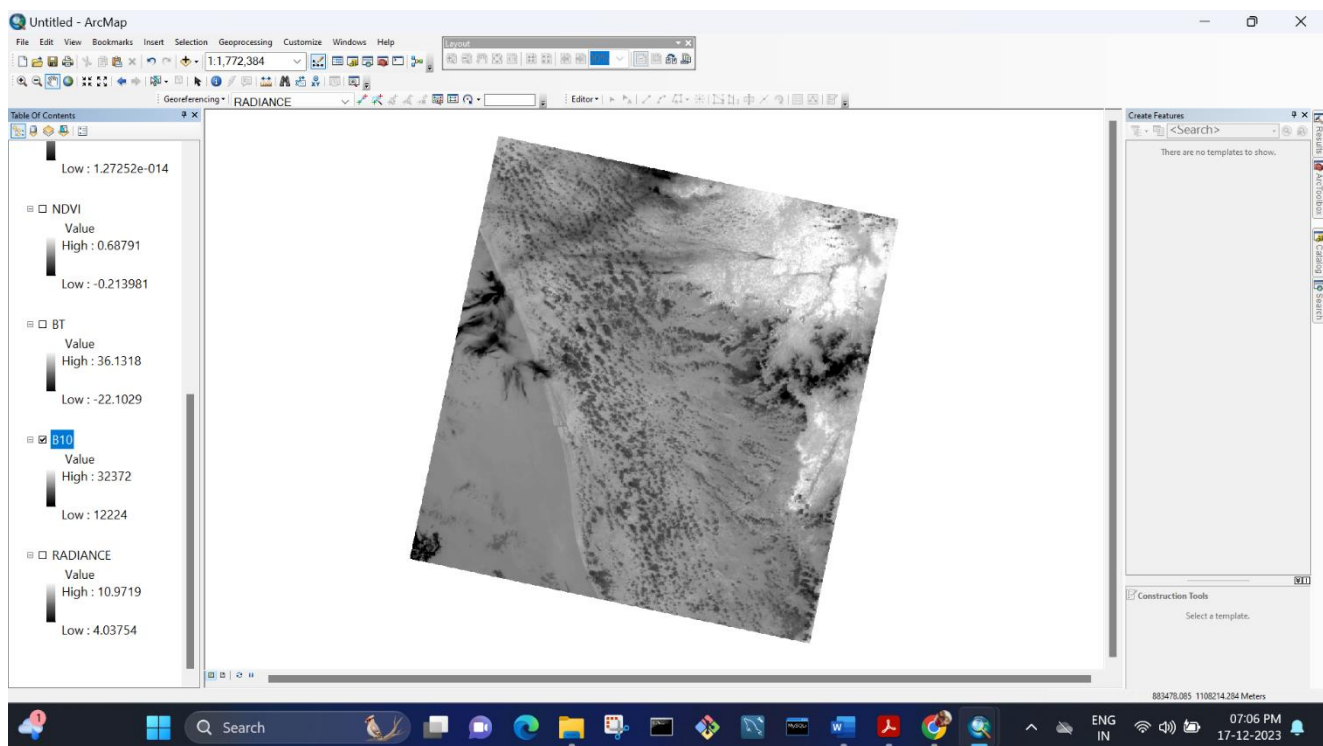 Untitled - ArcMap
File Edit View Bookmarks Insert Selection Geoprocessing Customize Windows Help
Layout
1:1,772,384
Georeferencing RADIANCE
Editor
Table Of Contents
Low : 1.27252e-014
NDVI
Value
High : 0.68791
Low : -0.213981
BT
Value
High : 36.1318
Low : -22.1029
B10
Value
High : 32372
Low : 12224
RADIANCE
Value
High : 10.9719
Low : 4.03754
Create Features
<Search>
There are no templates to show.
Construction Tools
Select a template.
Results
ArcToolbox
Catalog
Search
883478.085 1108214.284 Meters
1
Search
MySQL
W
ENG
IN
07:06 PM
17-12-2023